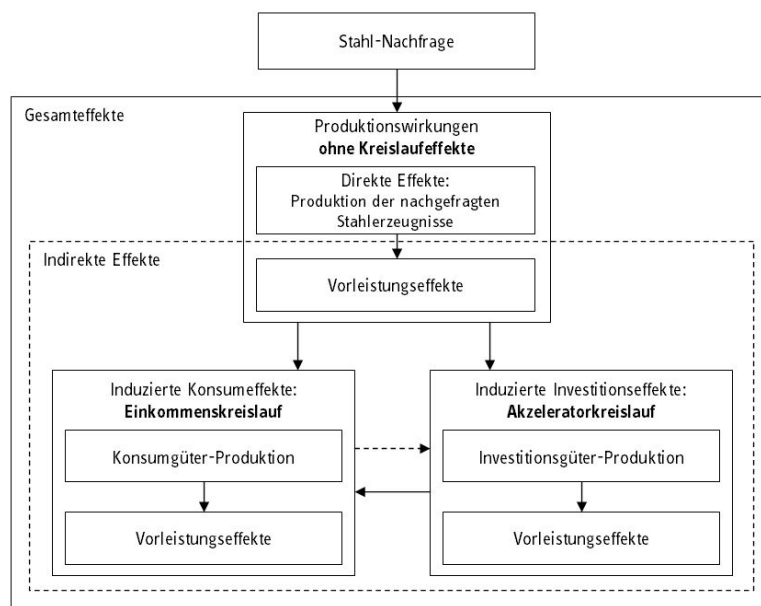 Stahl-Nachfrage
Gesamteffekte
Produktionswirkungen
ohne Kreislaufeffekte
Direkte Effekte:
Produktion der nachgefragten
Stahlerzeugnisse
Indirekte Effekte
Vorleistungseffekte
Induzierte Konsumeffekte:
Einkommenskreislauf
Konsumgüter-Produktion
Vorleistungseffekte
Induzierte Investitionseffekte:
Akzeleratorkreislauf
Investitionsgüter-Produktion
Vorleistungseffekte